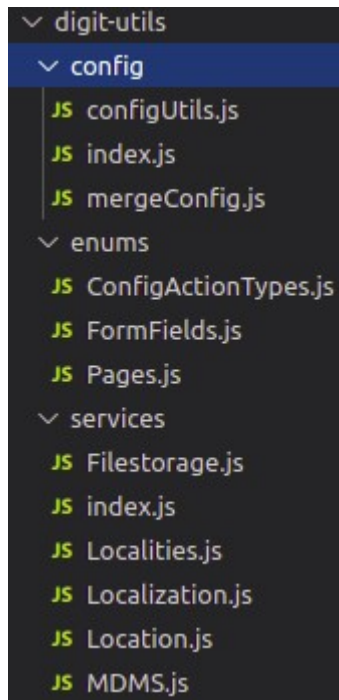 digit-utils
config
JS configUtils.js
JS index.js
JS mergeConfig.js
enums
JS ConfigActionTypes.js
JS FormFields.js
JS Pages.js
services
JS Filestorage.js
JS index.js
JS Localities.js
JS Localization.js
JS Location.js
JS MDMS.js